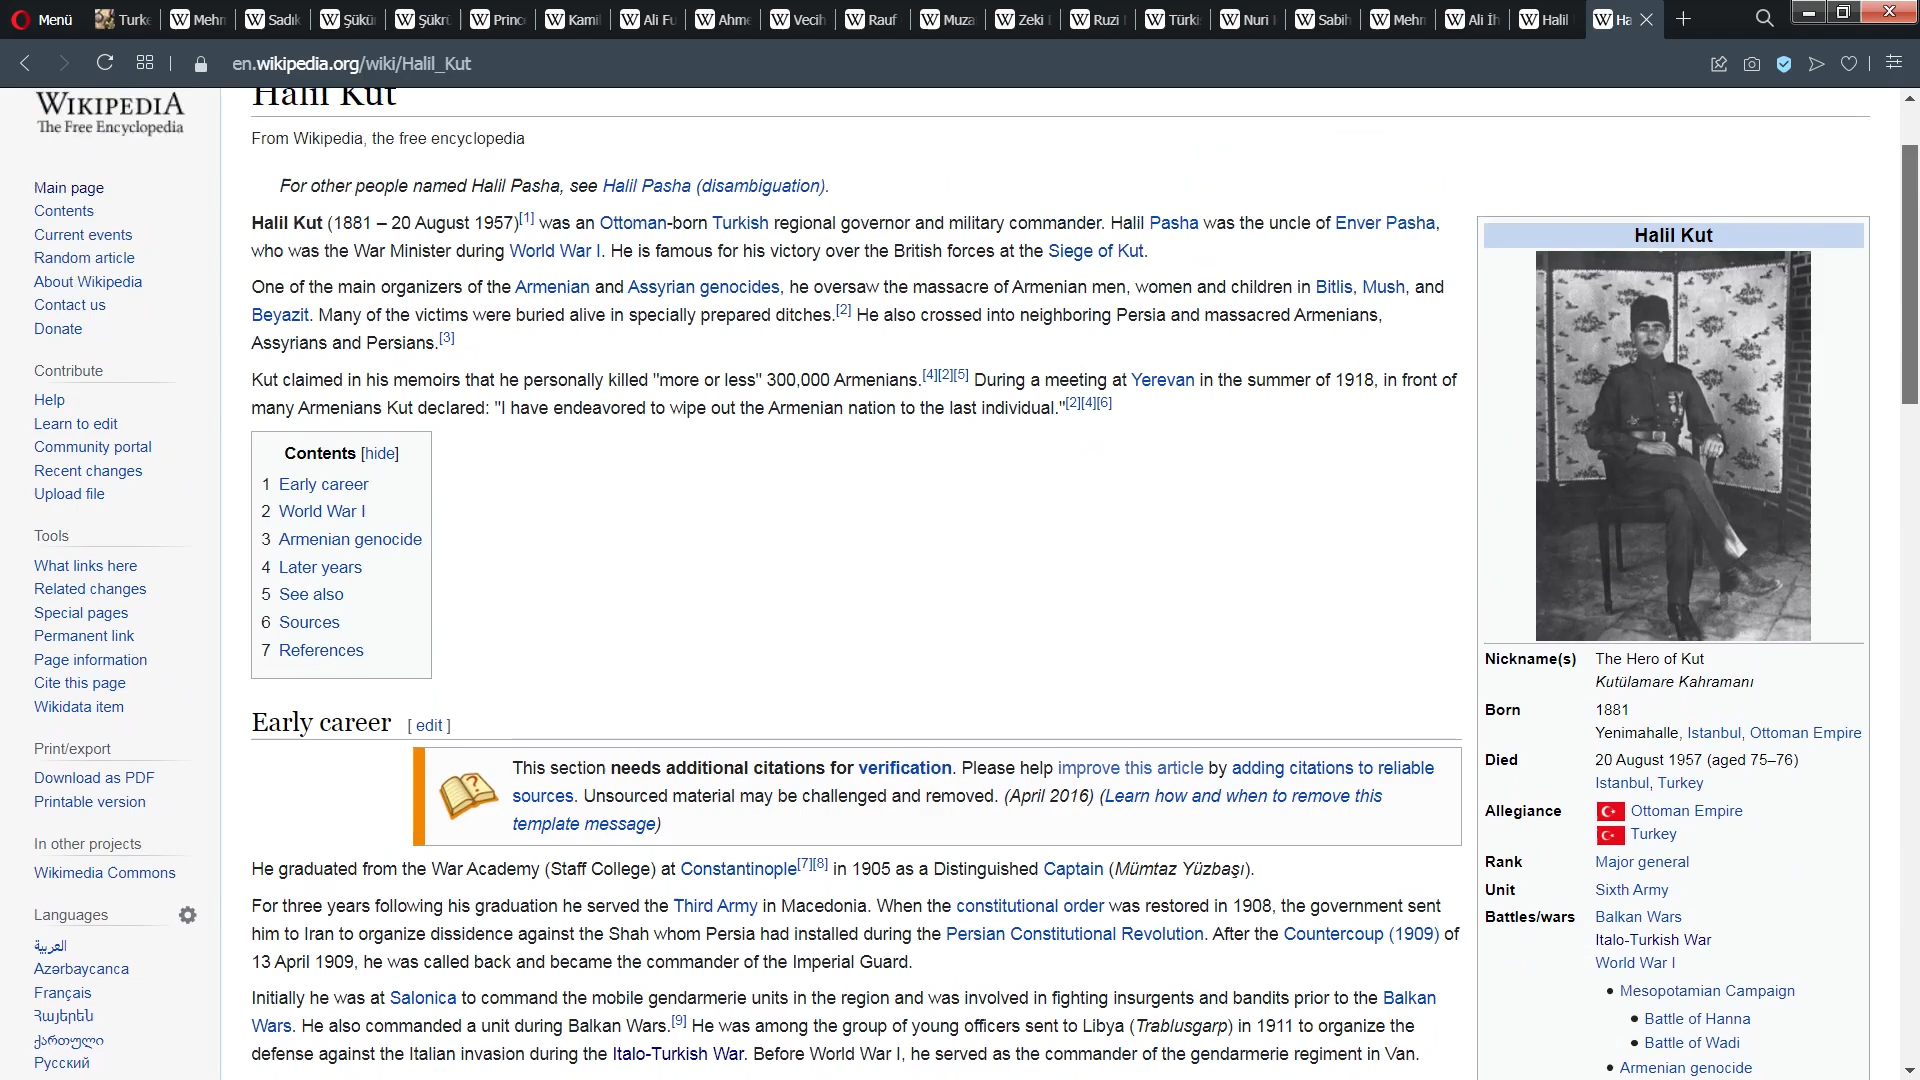 Menü
Turke
Mehn
Sadık
Şükür
Şükrü
Princ
Kamil
Ali Fu
Ahme
Vecih
Rauf
Muza
Zeki
Ruzi
Türki
Nuri
Sabih
Mehn
Ali İh
Halil
Ha
en.wikipedia.org/wiki/Halil_Kut
WIKIPEDIA
The Free Encyclopedia
Main page
Contents
Current events
Random article
About Wikipedia
Contact us
Donate
Contribute
Help
Learn to edit
Community portal
Recent changes
Upload file
Tools
What links here
Related changes
Special pages
Permanent link
Page information
Cite this page
Wikidata item
Print/export
Download as PDF
Printable version
In other projects
Wikimedia Commons
Languages
العربية
Azərbaycanca
Français
Հայերեն
ქართული
Русский
Halil Kut
From Wikipedia, the free encyclopedia
For other people named Halil Pasha, see Halil Pasha (disambiguation).
Halil Kut (1881 – 20 August 1957)[1] was an Ottoman-born Turkish regional governor and military commander. Halil Pasha was the uncle of Enver Pasha,
who was the War Minister during World War I. He is famous for his victory over the British forces at the Siege of Kut.
One of the main organizers of the Armenian and Assyrian genocides, he oversaw the massacre of Armenian men, women and children in Bitlis, Mush, and
Beyazit. Many of the victims were buried alive in specially prepared ditches.[2] He also crossed into neighboring Persia and massacred Armenians,
Assyrians and Persians.[3]
Kut claimed in his memoirs that he personally killed "more or less" 300,000 Armenians.[4][2][5] During a meeting at Yerevan in the summer of 1918, in front of
many Armenians Kut declared: "I have endeavored to wipe out the Armenian nation to the last individual."[2][4][6]
Contents [hide]
1 Early career
2 World War I
3 Armenian genocide
4 Later years
5 See also
6 Sources
7 References
Early career [ edit ]
This section needs additional citations for verification. Please help improve this article by adding citations to reliable
sources. Unsourced material may be challenged and removed. (April 2016) (Learn how and when to remove this
template message)
He graduated from the War Academy (Staff College) at Constantinople[7][8] in 1905 as a Distinguished Captain (Mümtaz Yüzbaşı).
For three years following his graduation he served the Third Army in Macedonia. When the constitutional order was restored in 1908, the government sent
him to Iran to organize dissidence against the Shah whom Persia had installed during the Persian Constitutional Revolution. After the Countercoup (1909) of
13 April 1909, he was called back and became the commander of the Imperial Guard.
Initially he was at Salonica to command the mobile gendarmerie units in the region and was involved in fighting insurgents and bandits prior to the Balkan
Wars. He also commanded a unit during Balkan Wars.[9] He was among the group of young officers sent to Libya (Trablusgarp) in 1911 to organize the
defense against the Italian invasion during the Italo-Turkish War. Before World War I, he served as the commander of the gendarmerie regiment in Van.
Halil Kut
Nickname(s) The Hero of Kut
Kutülamare Kahramanı
Born 1881
Yenimahalle, Istanbul, Ottoman Empire
Died 20 August 1957 (aged 75–76)
Istanbul, Turkey
Allegiance Ottoman Empire
Turkey
Rank Major general
Unit Sixth Army
Battles/wars Balkan Wars
Italo-Turkish War
World War I
• Mesopotamian Campaign
• Battle of Hanna
• Battle of Wadi
• Armenian genocide